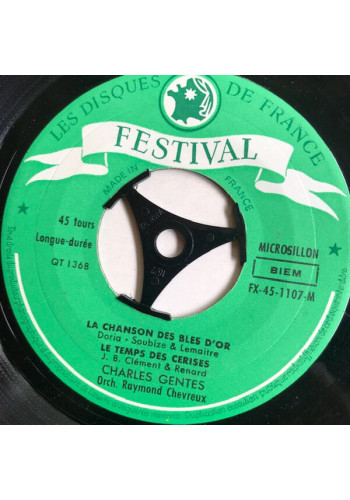 LES DISQUES DE FRANCE
FESTIVAL
MADE IN FRANCE
45 tours
Longue-durée
QT 1368
MICROSILLON
BIEM
FX-45-1107-M
LA CHANSON DES BLES D'OR
Doria - Soubize & Lemaitre
LE TEMPS DES CERISES
J. B. Clément & Renard
CHARLES GENTES
Orch. Raymond Chevreux